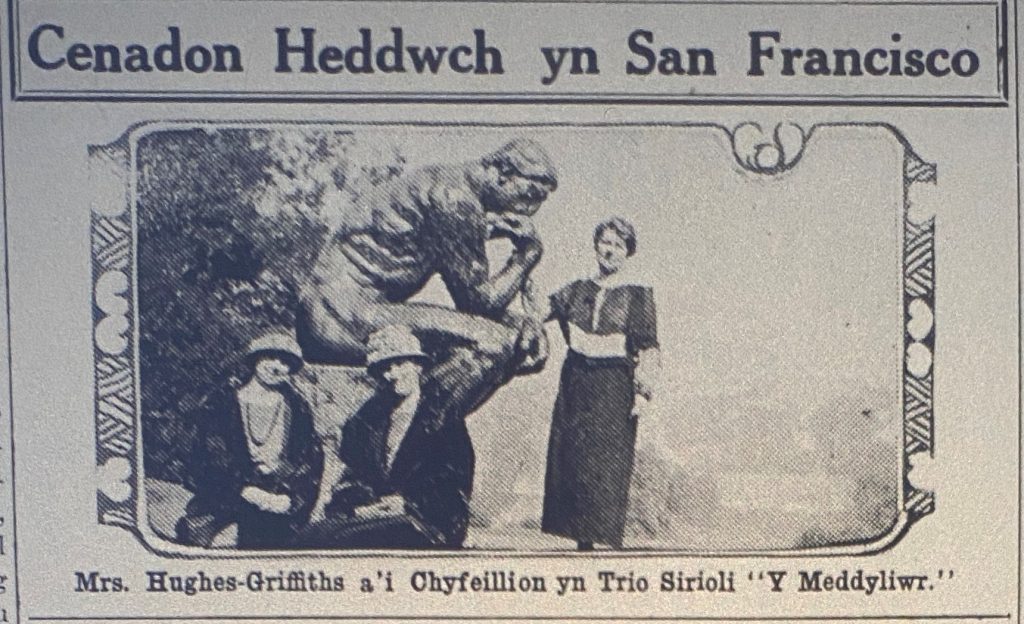 Cenadon Heddwch yn San Francisco
Mrs. Hughes-Griffiths a'i Chyfeillion yn Trio Sirioli "Y Meddyliwr."